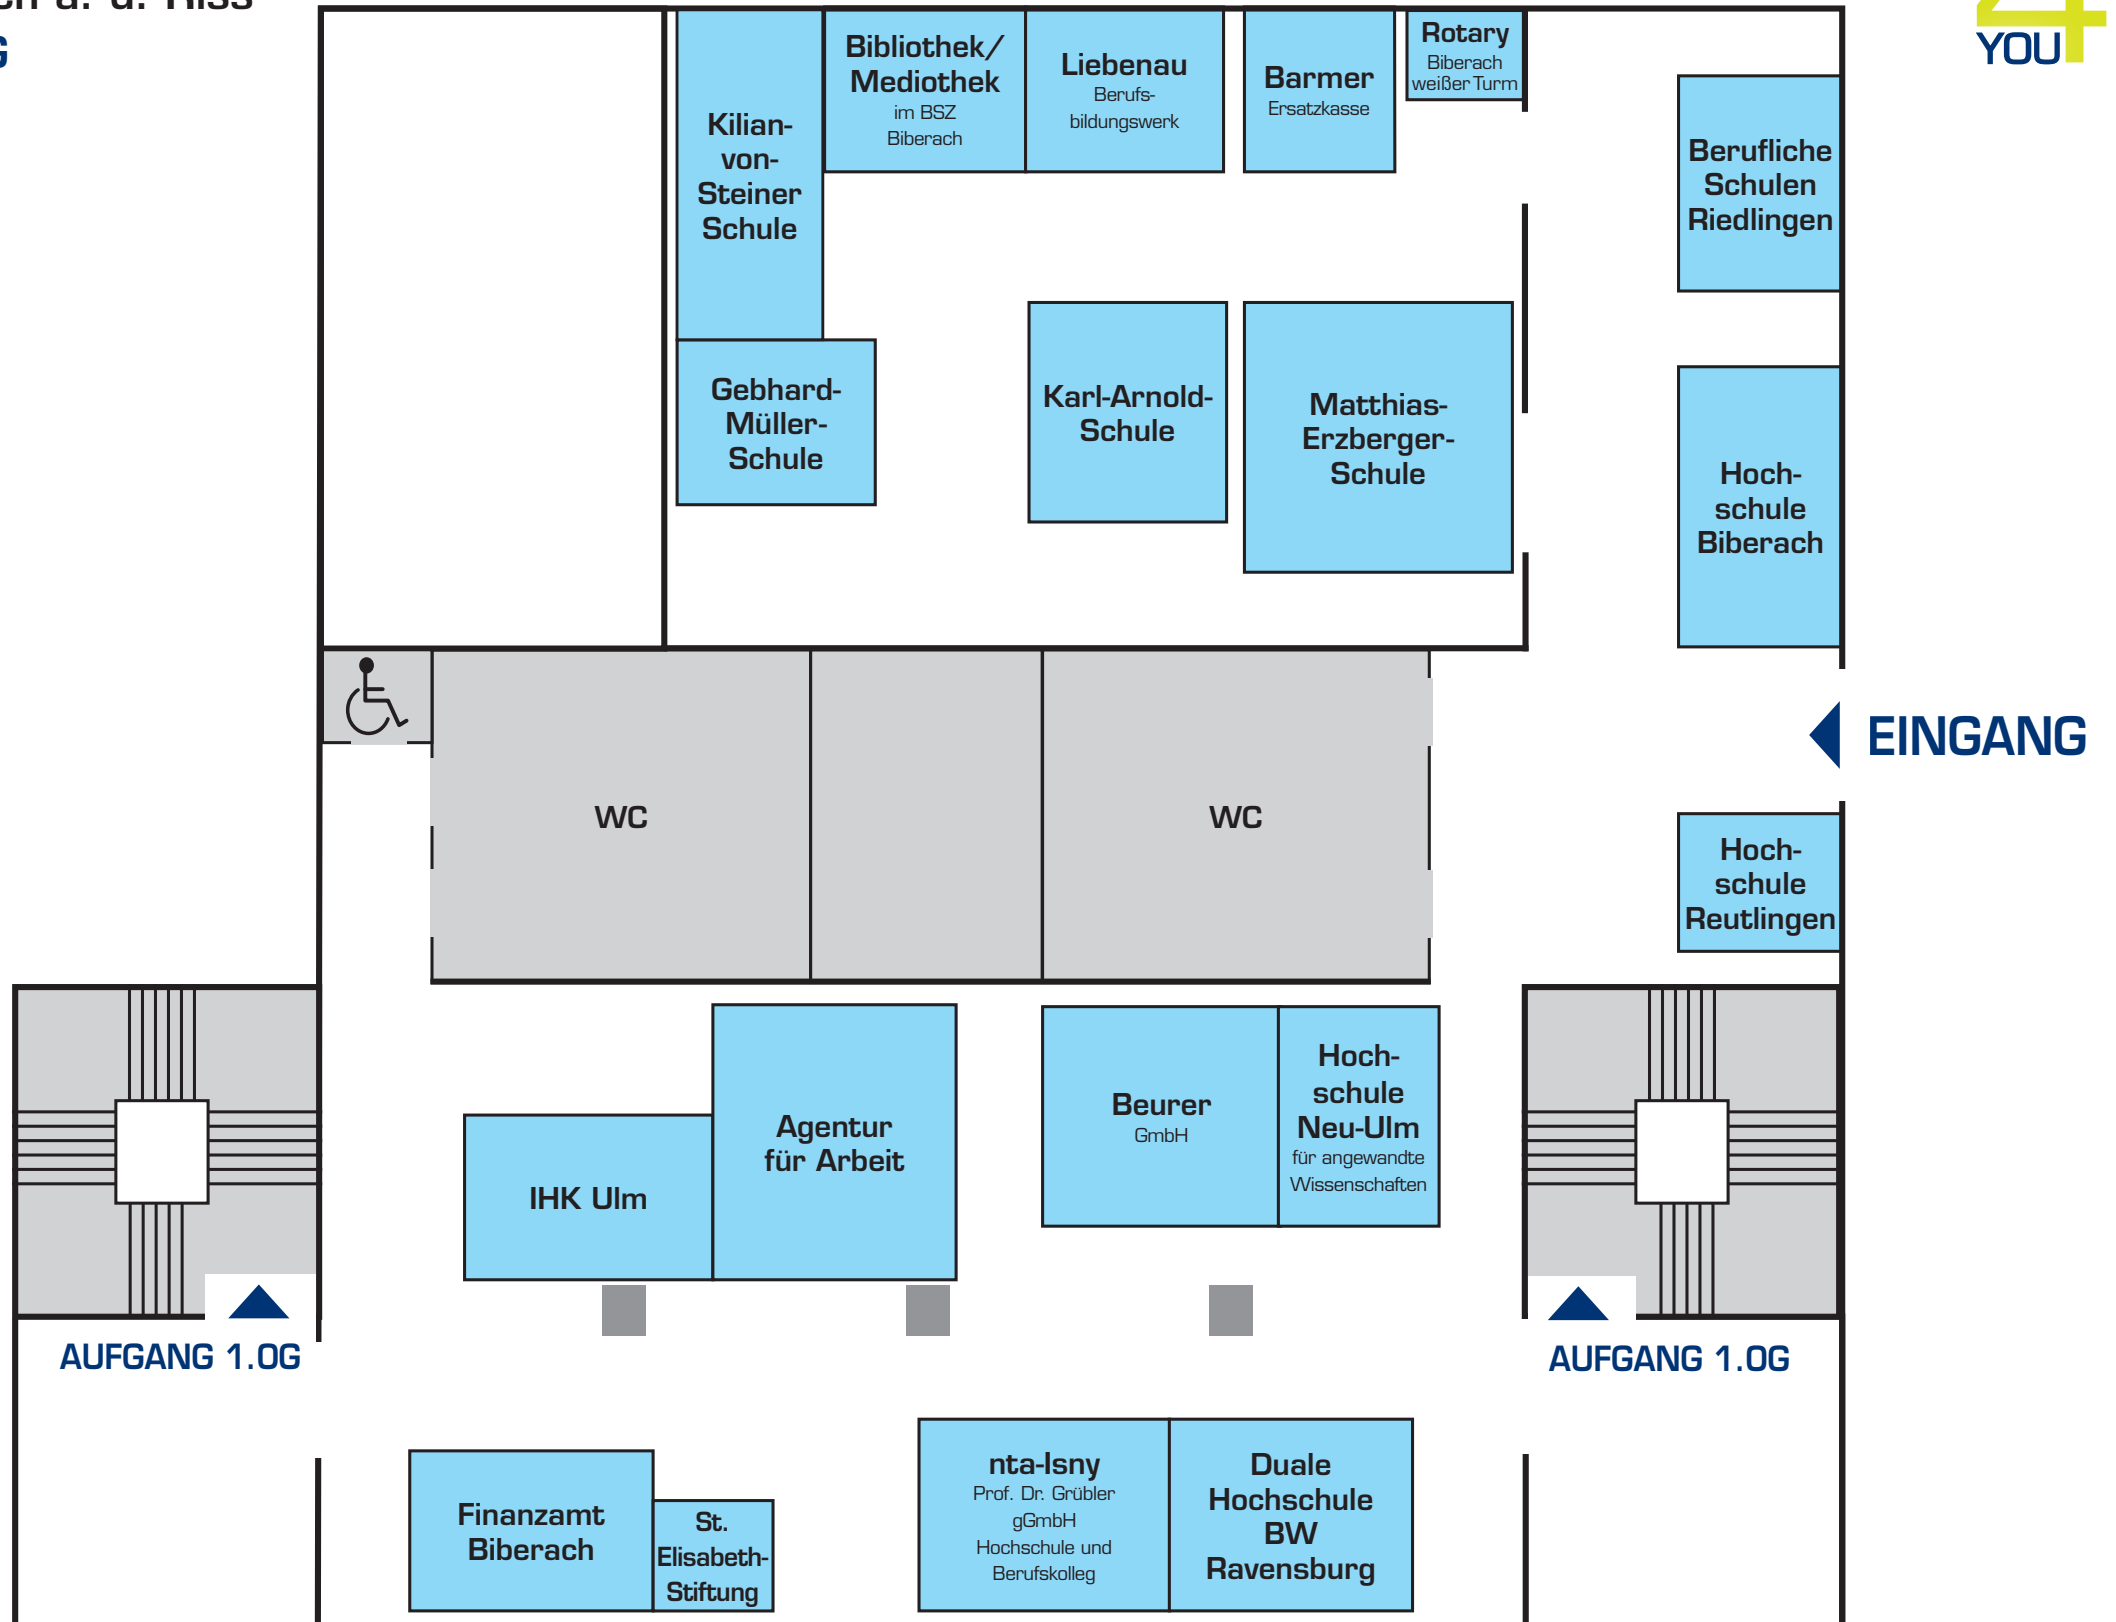 YOU
4
Kilian-
von-
Steiner
Schule
Bibliothek/
Mediothek
im BSZ
Biberach
Liebenau
Berufs-
bildungswerk
Barmer
Ersatzkasse
Rotary
Biberach
weißer Turm
Berufliche
Schulen
Riedlingen
Gebhard-
Müller-
Schule
Karl-Arnold-
Schule
Matthias-
Erzberger-
Schule
Hoch-
schule
Biberach
EINGANG
WC
WC
Hoch-
schule
Reutlingen
IHK Ulm
Agentur
für Arbeit
Beurer
GmbH
Hoch-
schule
Neu-Ulm
für angewandte
Wissenschaften
AUFGANG 1.OG
AUFGANG 1.OG
Finanzamt
Biberach
St.
Elisabeth-
Stiftung
nta-Isny
Prof. Dr. Grübler
gGmbH
Hochschule und
Berufskolleg
Duale
Hochschule
BW
Ravensburg